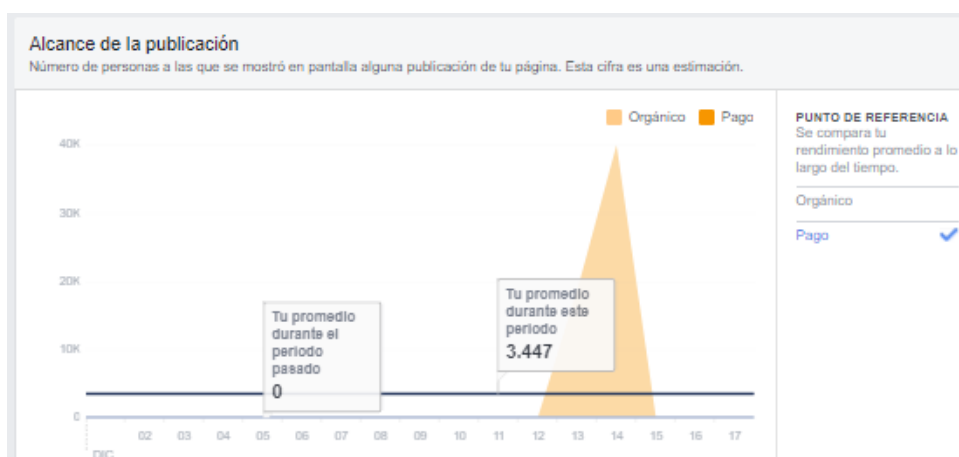 Alcance de la publicación
Número de personas a las que se mostró en pantalla alguna publicación de tu página. Esta cifra es una estimación.
Orgánico Pago
40K
30K
20K
10K
0
Tu promedio
durante el
periodo
pasado
0
Tu promedio
durante este
periodo
3.447
02 03 04 05 06 07 08 09 10 11 12 13 14 15 16 17
DIC
PUNTO DE REFERENCIA
Se compara tu
rendimiento promedio a lo
largo del tiempo.
Orgánico
Pago